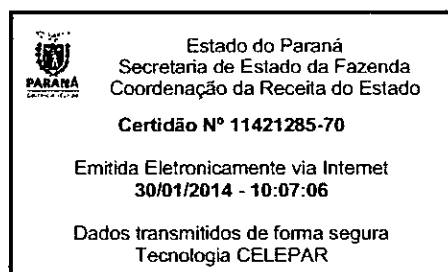 Estado do Paraná
Secretaria de Estado da Fazenda
PARANÁ
Coordenação da Receita do Estado
Certidão Nº 11421285-70
Emitida Eletronicamente via Internet
30/01/2014 - 10:07:06
Dados transmitidos de forma segura
Tecnologia CELEPAR